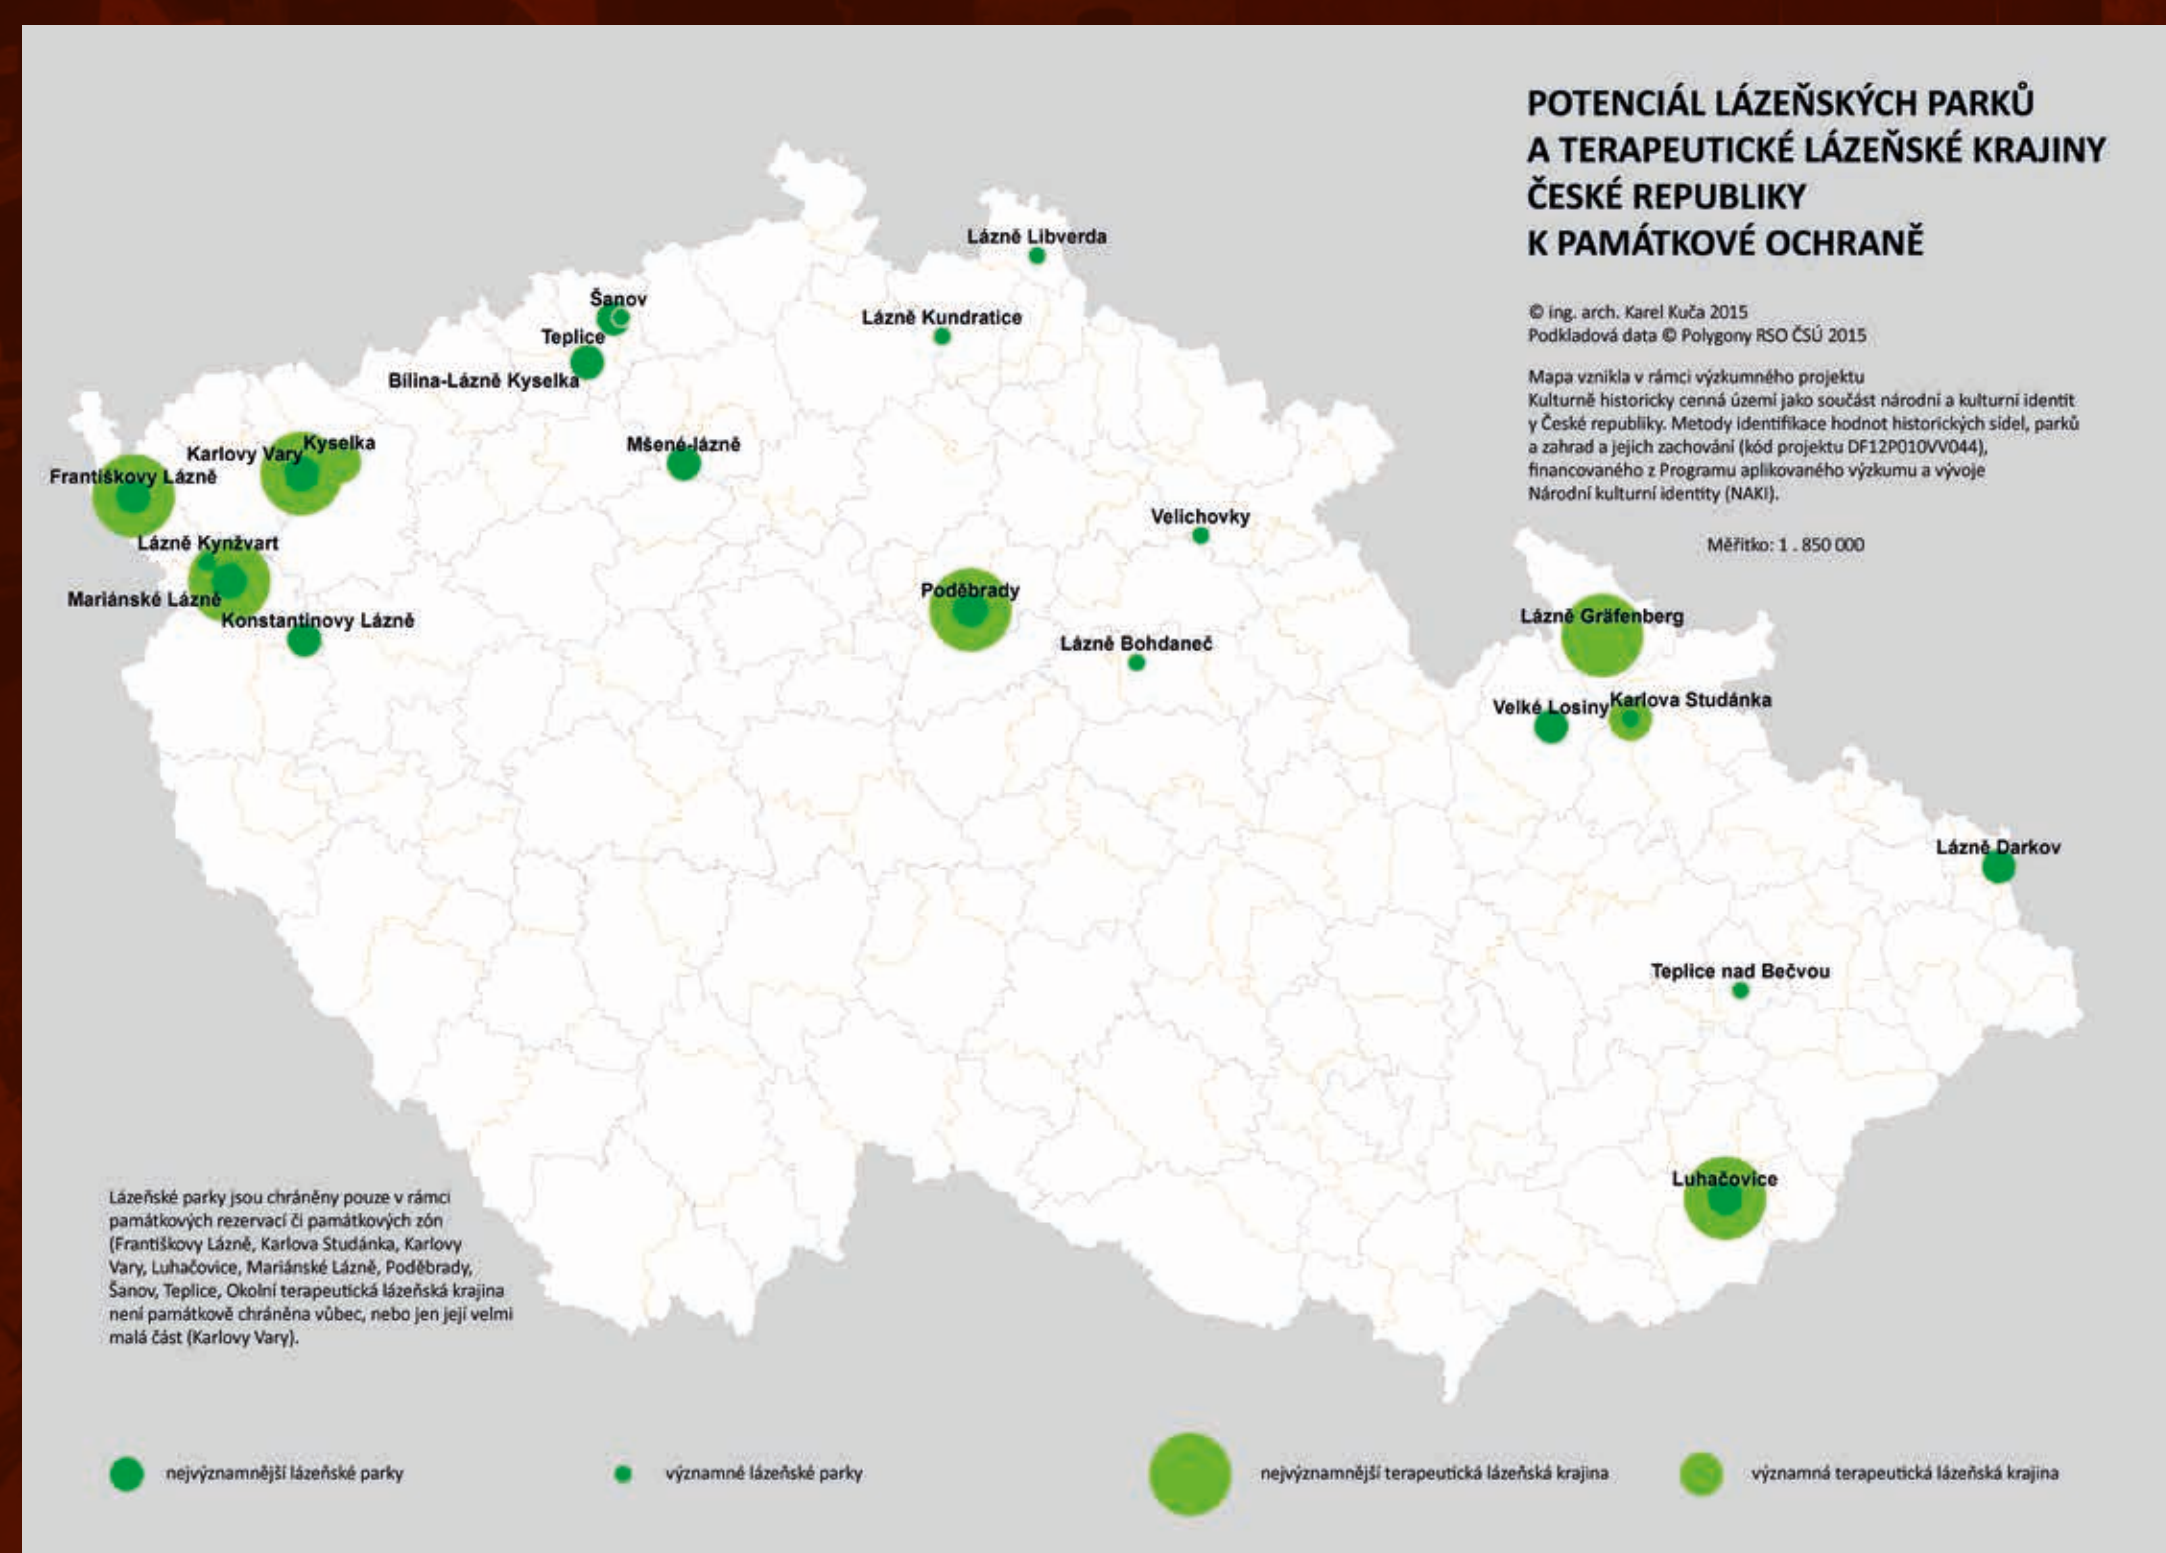 POTENCIÁL LÁZEŇSKÝCH PARKŮ
A TERAPEUTICKÉ LÁZEŇSKÉ KRAJINY
ČESKÉ REPUBLIKY
K PAMÁTKOVÉ OCHRANĚ
© ing. arch. Karel Kuča 2015
Podkladová data © Polygony RSO ČSÚ 2015
Mapa vznikla v rámci výzkumného projektu
Kulturně historicky cenná území jako součást národní a kulturní identit
y České republiky. Metody identifikace hodnot historických sídel, parků
a zahrad a jejich zachování (kód projektu DF12P01OVV044),
financovaného z Programu aplikovaného výzkumu a vývoje
Národní kulturní identity (NAKI).
Měřítko: 1 . 850 000
Lázně Libverda
Šanov
Lázně Kundratice
Teplice
Bílina-Lázně Kyselka
Kyselka
Karlovy Vary
Mšené-lázně
Františkovy Lázně
Velichovky
Lázně Kynžvart
Poděbrady
Mariánské Lázně
Konstantinovy Lázně
Lázně Gräfenberg
Lázně Bohdaneč
Karlova Studánka
Velké Losiny
Lázně Darkov
Teplice nad Bečvou
Luhačovice
Lázeňské parky jsou chráněny pouze v rámci
památkových rezervací či památkových zón
(Františkovy Lázně, Karlova Studánka, Karlovy
Vary, Luhačovice, Mariánské Lázně, Poděbrady,
Šanov, Teplice, Okolní terapeutická lázeňská krajina
není památkově chráněna vůbec, nebo jen její velmi
malá část (Karlovy Vary).
nejvýznamnější lázeňské parky
významné lázeňské parky
nejvýznamnější terapeutická lázeňská krajina
významná terapeutická lázeňská krajina